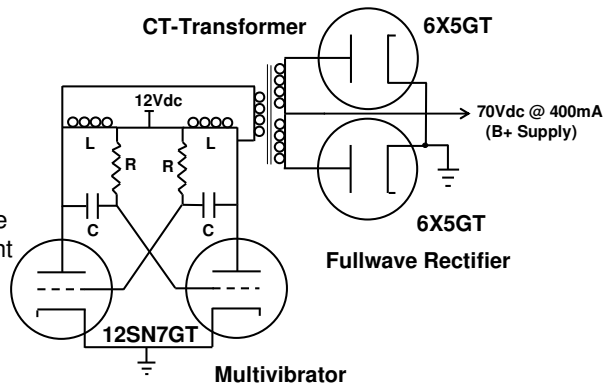 CT-Transformer
6X5GT
12Vdc
70Vdc @ 400mA
(B+ Supply)
L
L
R
R
C
C
6X5GT
Fullwave Rectifier
12SN7GT
Multivibrator